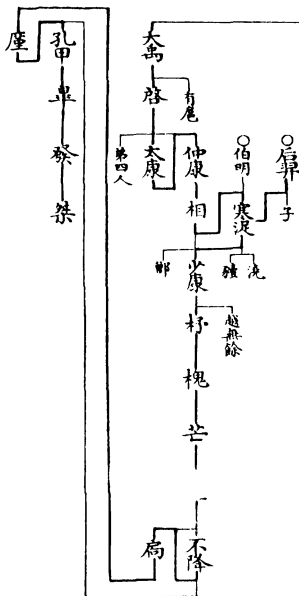 大禹
啓
有扈
太康
第四人
仲康
相
○伯明
寒浞
○后羿
子
豷
澆
少康
杼
越無餘
槐
芒
不降
扃
廑
孔甲
皐
發
桀